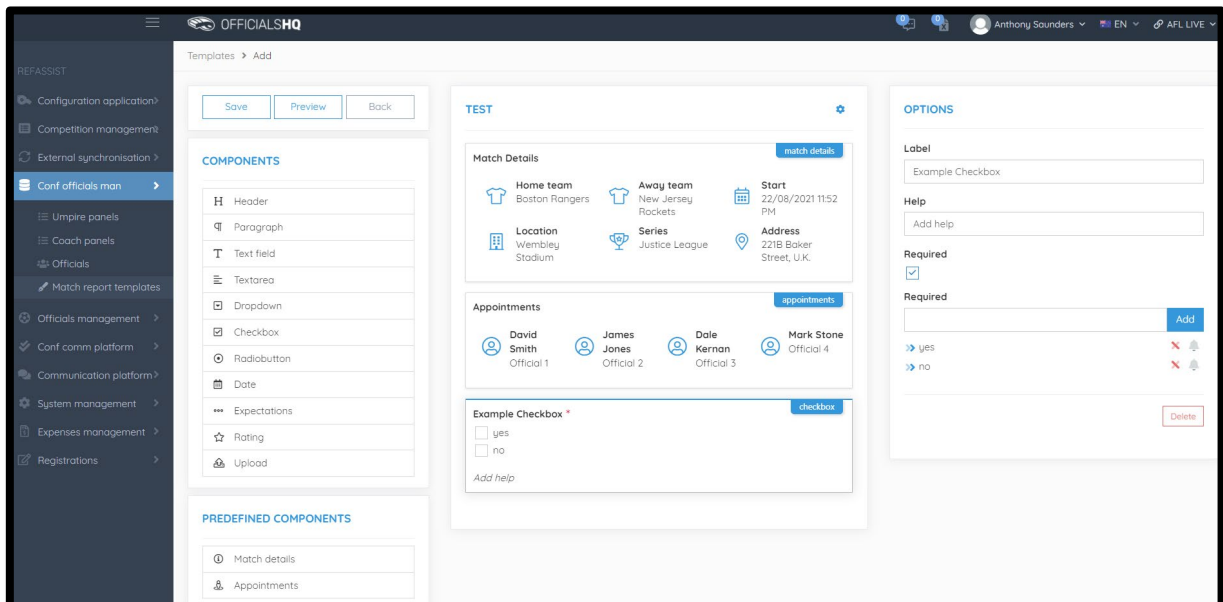 OFFICIALSHQ
0
0
Anthony Saunders
EN
AFL LIVE
Templates > Add
REFASSIST
Configuration application
Competition management
External synchronisation
Conf officials man
Umpire panels
Coach panels
Officials
Match report templates
Officials management
Conf comm platform
Communication platform
System management
Expenses management
Registrations
Save
Preview
Back
COMPONENTS
H Header
Paragraph
T Text field
Textarea
Dropdown
Checkbox
Radiobutton
Date
Expectations
Rating
Upload
PREDEFINED COMPONENTS
Match details
Appointments
TEST
match details
Match Details
Home team
Boston Rangers
Away team
New Jersey
Rockets
Start
22/08/2021 11:52
PM
Location
Wembley
Stadium
Series
Justice League
Address
221B Baker
Street, U.K.
appointments
Appointments
David
Smith
Official 1
James
Jones
Official 2
Dale
Kernan
Official 3
Mark Stone
Official 4
checkbox
Example Checkbox *
yes
no
Add help
OPTIONS
Label
Example Checkbox
Help
Add help
Required
Required
Add
yes
no
Delete